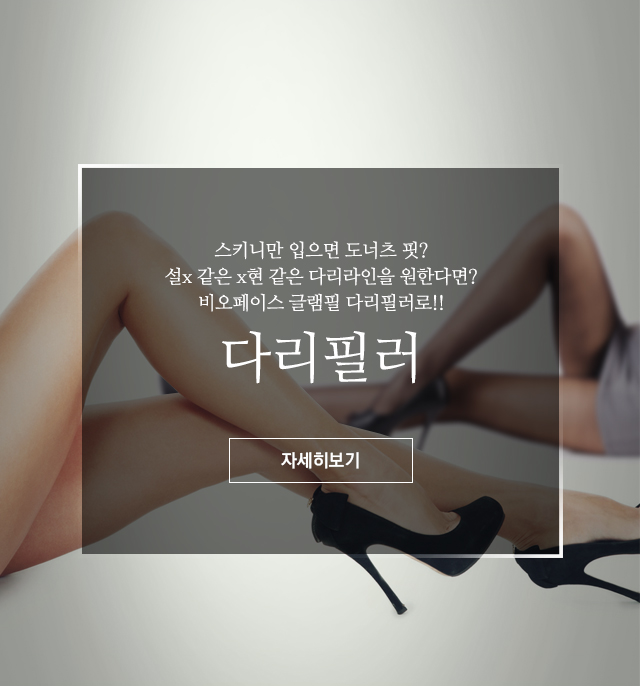 스키니만 입으면 도너츠 핏?
설x 같은 x현 같은 다리라인을 원한다면?
비오페이스 글램필 다리필러로!!
다리필러
자세히보기